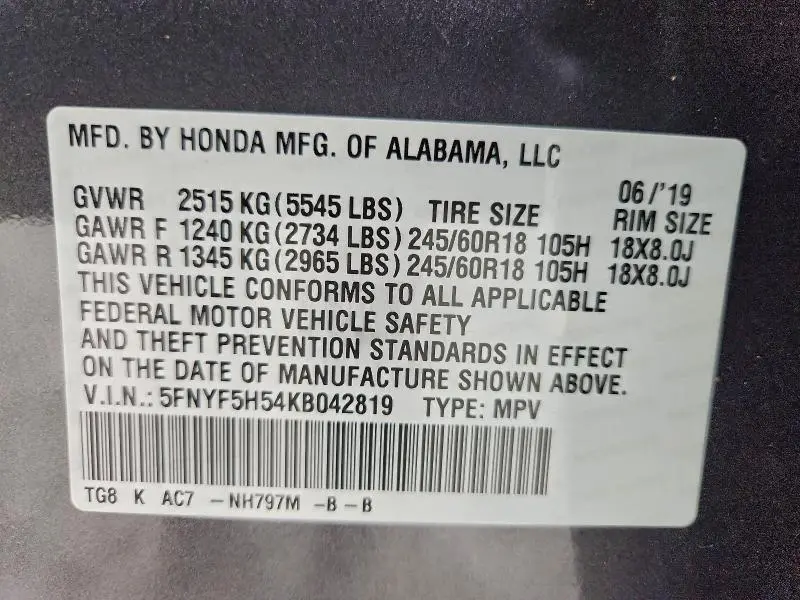 MFD. BY HONDA MFG. OF ALABAMA, LLC
06/'19
GVWR 2515 KG(5545 LBS) TIRE SIZE RIM SIZE
GAWR F 1240 KG(2734 LBS) 245/60R18 105H 18X8.0J
GAWR R 1345 KG(2965 LBS) 245/60R18 105H 18X8.0J
THIS VEHICLE CONFORMS TO ALL APPLICABLE
FEDERAL MOTOR VEHICLE SAFETY
AND THEFT PREVENTION STANDARDS IN EFFECT
ON THE DATE OF MANUFACTURE SHOWN ABOVE.
V.I.N.: 5FNYF5H54KB042819 TYPE: MPV
TG8 K AC7 -NH797M -B-B